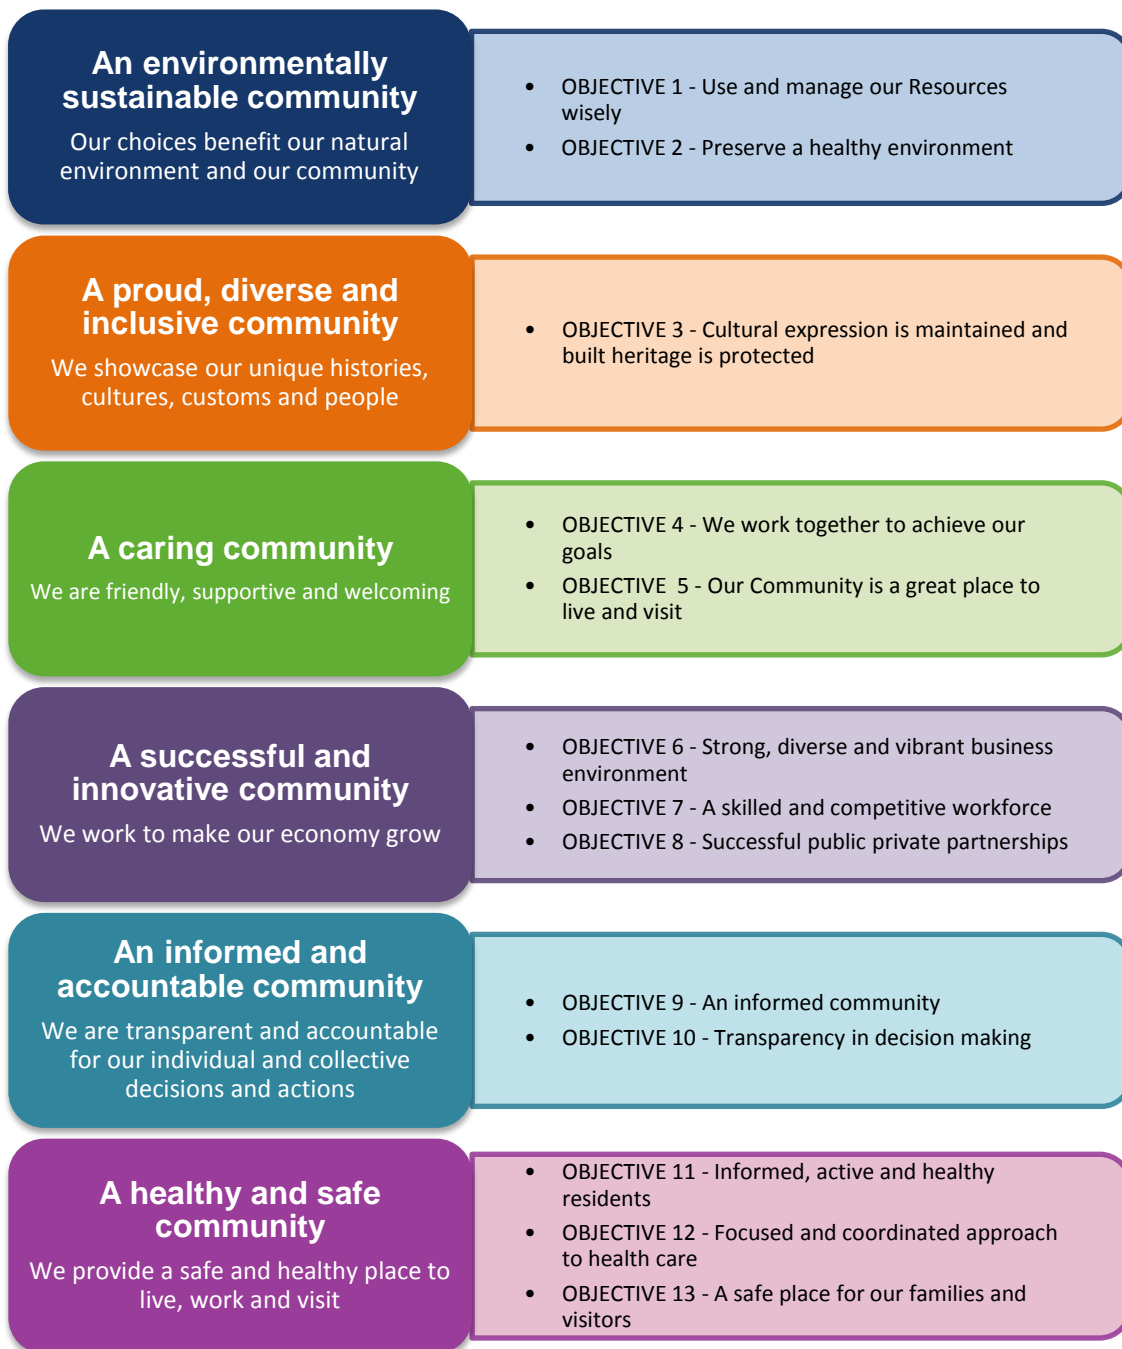 An environmentally
sustainable community
Our choices benefit our natural
environment and our community
• OBJECTIVE 1 - Use and manage our Resources
wisely
• OBJECTIVE 2 - Preserve a healthy environment
A proud, diverse and
inclusive community
We showcase our unique histories,
cultures, customs and people
• OBJECTIVE 3 - Cultural expression is maintained and
built heritage is protected
A caring community
We are friendly, supportive and welcoming
• OBJECTIVE 4 - We work together to achieve our
goals
• OBJECTIVE  5 - Our Community is a great place to
live and visit
A successful and
innovative community
We work to make our economy grow
• OBJECTIVE 6 - Strong, diverse and vibrant business
environment
• OBJECTIVE 7 - A skilled and competitive workforce
• OBJECTIVE 8 - Successful public private partnerships
An informed and
accountable community
We are transparent and accountable
for our individual and collective
decisions and actions
• OBJECTIVE 9 - An informed community
• OBJECTIVE 10 - Transparency in decision making
A healthy and safe
community
We provide a safe and healthy place to
live, work and visit
• OBJECTIVE 11 - Informed, active and healthy
residents
• OBJECTIVE 12 - Focused and coordinated approach
to health care
• OBJECTIVE 13 - A safe place for our families and
visitors